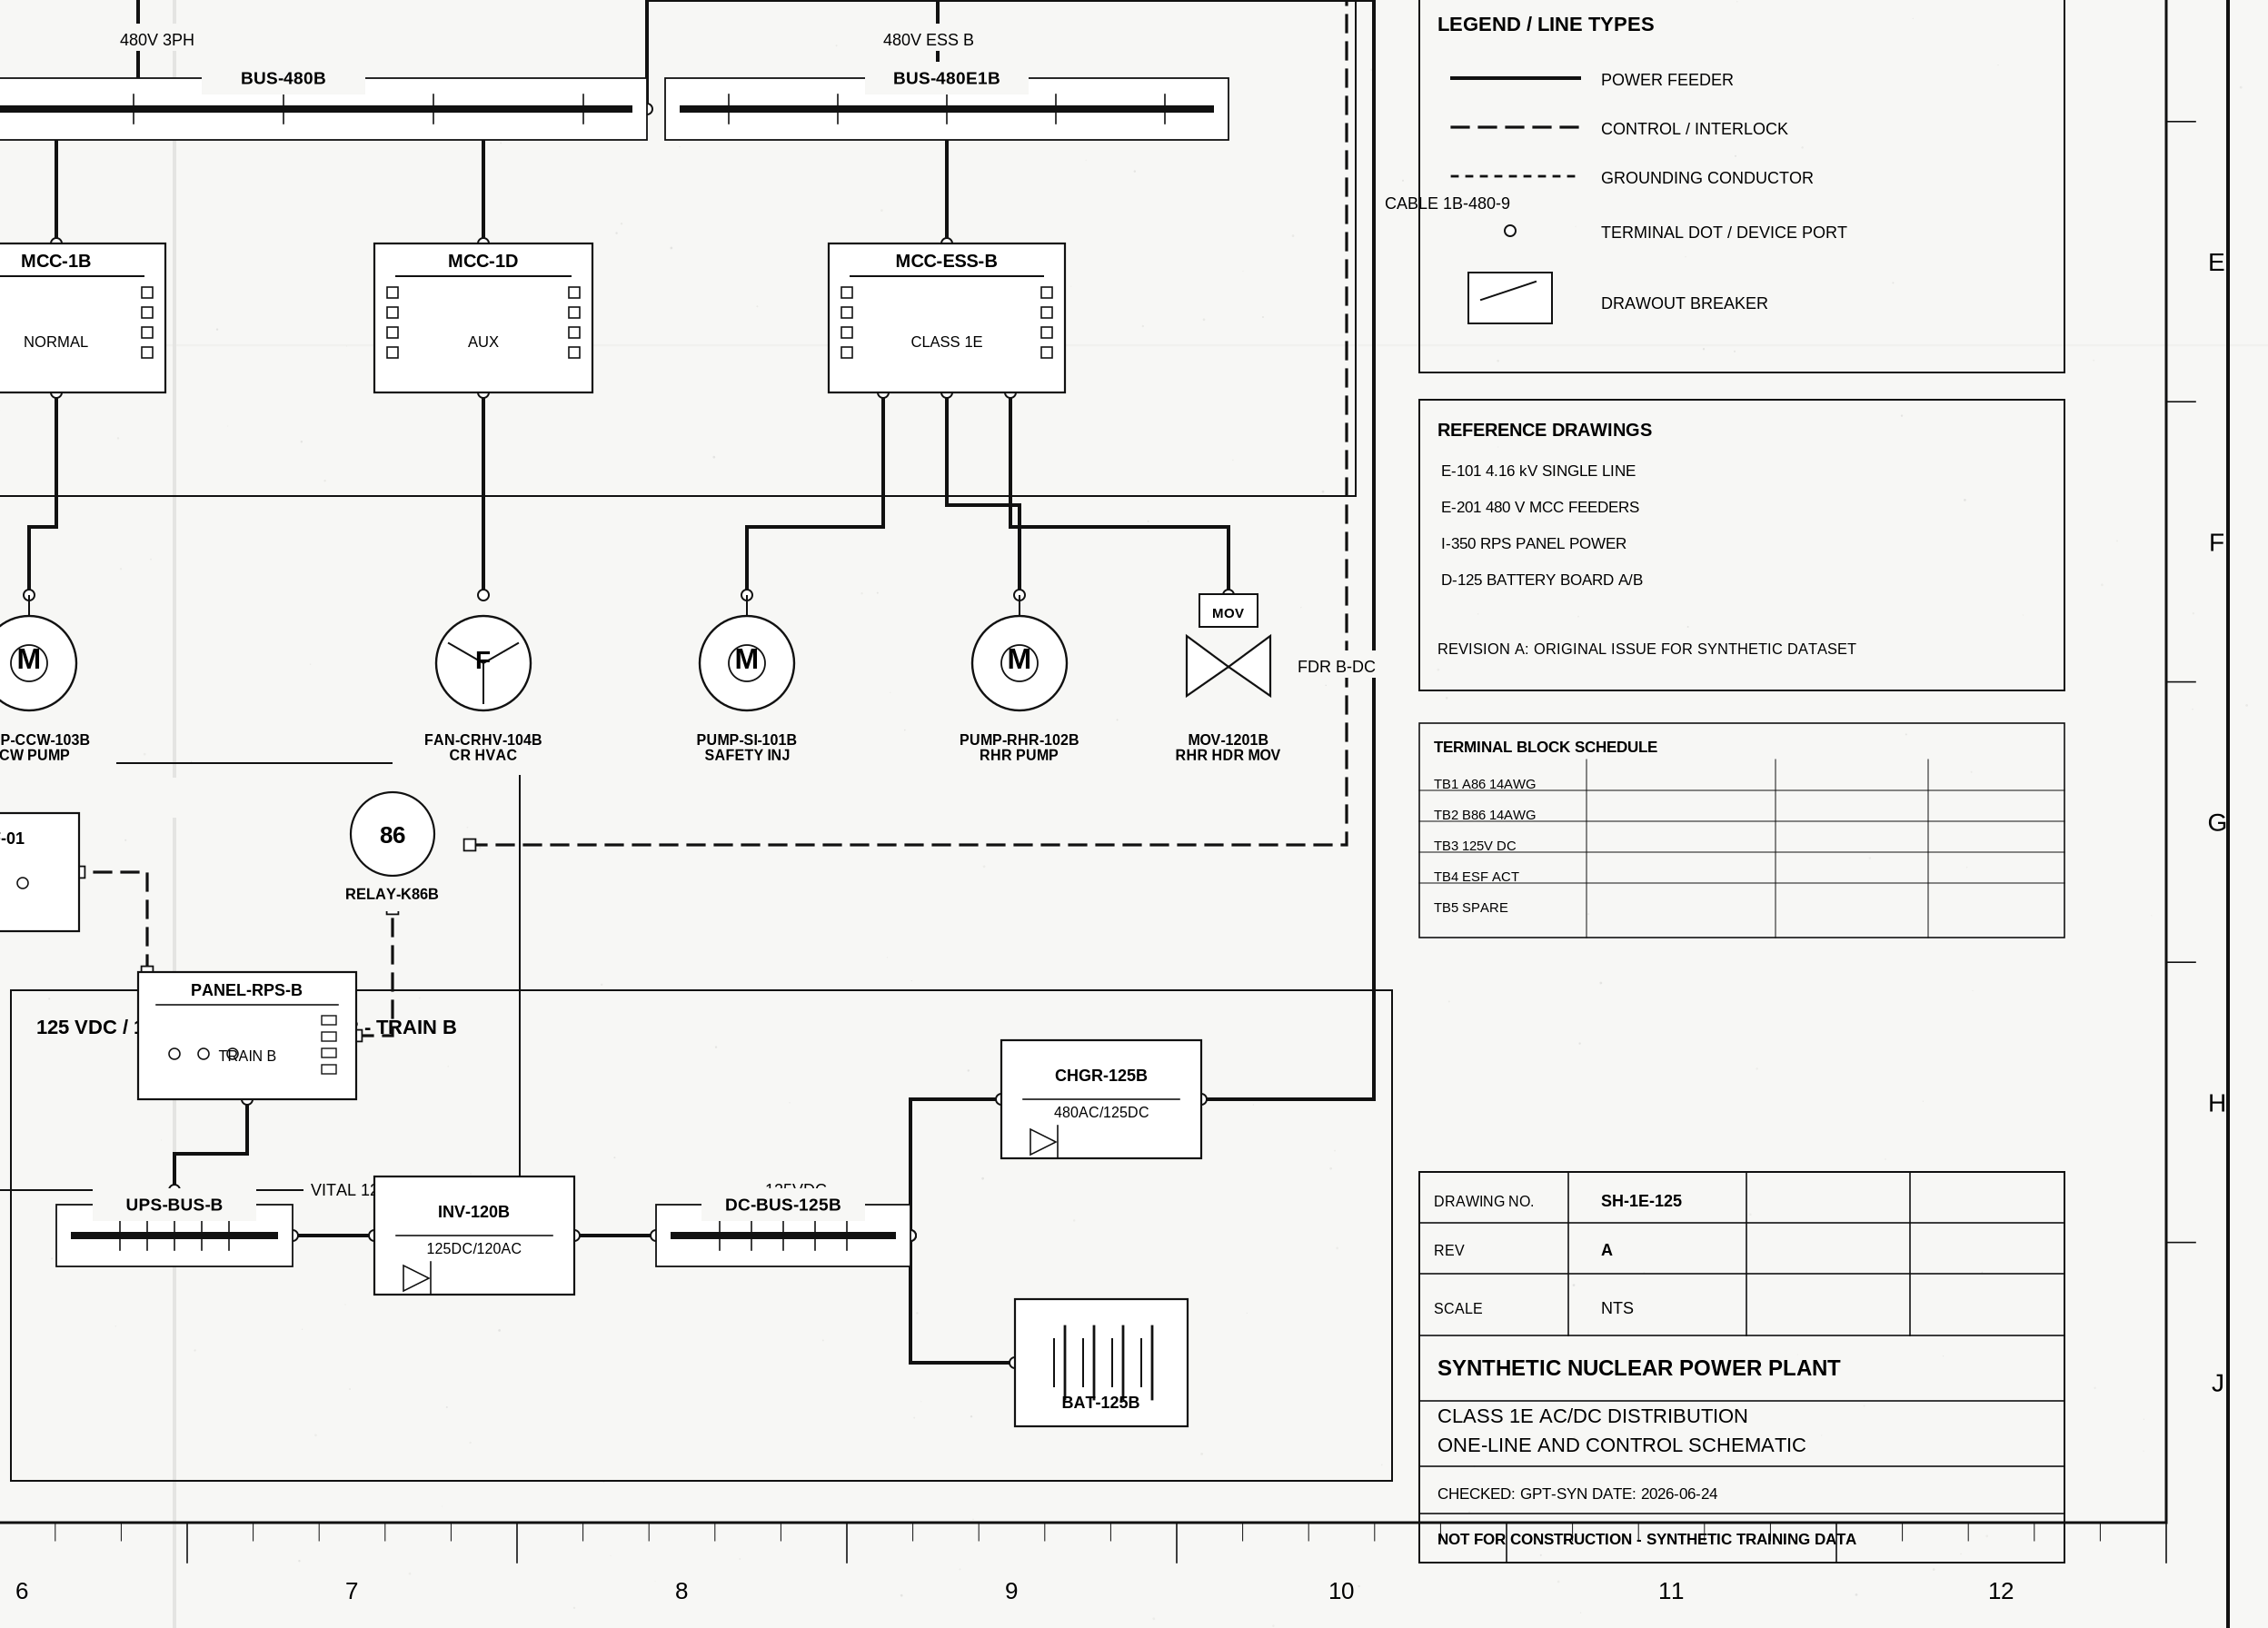 480V 3PH
480V ESS B
BUS-480B
BUS-480E1B
MCC-1B
NORMAL
MCC-1D
AUX
MCC-ESS-B
CLASS 1E
CABLE 1B-480-9
M
P-CCW-103B
CW PUMP
F
FAN-CRHV-104B
CR HVAC
M
PUMP-SI-101B
SAFETY INJ
M
PUMP-RHR-102B
RHR PUMP
MOV
MOV-1201B
RHR HDR MOV
FDR B-DC
-01
86
RELAY-K86B
125 VDC / 1
- TRAIN B
PANEL-RPS-B
TRAIN B
CHGR-125B
480AC/125DC
UPS-BUS-B
VITAL 12
INV-120B
125DC/120AC
125VDC
DC-BUS-125B
BAT-125B
LEGEND / LINE TYPES
POWER FEEDER
CONTROL / INTERLOCK
GROUNDING CONDUCTOR
TERMINAL DOT / DEVICE PORT
DRAWOUT BREAKER
REFERENCE DRAWINGS
E-101 4.16 kV SINGLE LINE
E-201 480 V MCC FEEDERS
I-350 RPS PANEL POWER
D-125 BATTERY BOARD A/B
REVISION A: ORIGINAL ISSUE FOR SYNTHETIC DATASET
TERMINAL BLOCK SCHEDULE
TB1 A86 14AWG
TB2 B86 14AWG
TB3 125V DC
TB4 ESF ACT
TB5 SPARE
DRAWING NO. SH-1E-125
REV A
SCALE NTS
SYNTHETIC NUCLEAR POWER PLANT
CLASS 1E AC/DC DISTRIBUTION
ONE-LINE AND CONTROL SCHEMATIC
CHECKED: GPT-SYN DATE: 2026-06-24
NOT FOR CONSTRUCTION - SYNTHETIC TRAINING DATA
E
F
G
H
J
6 7 8 9 10 11 12